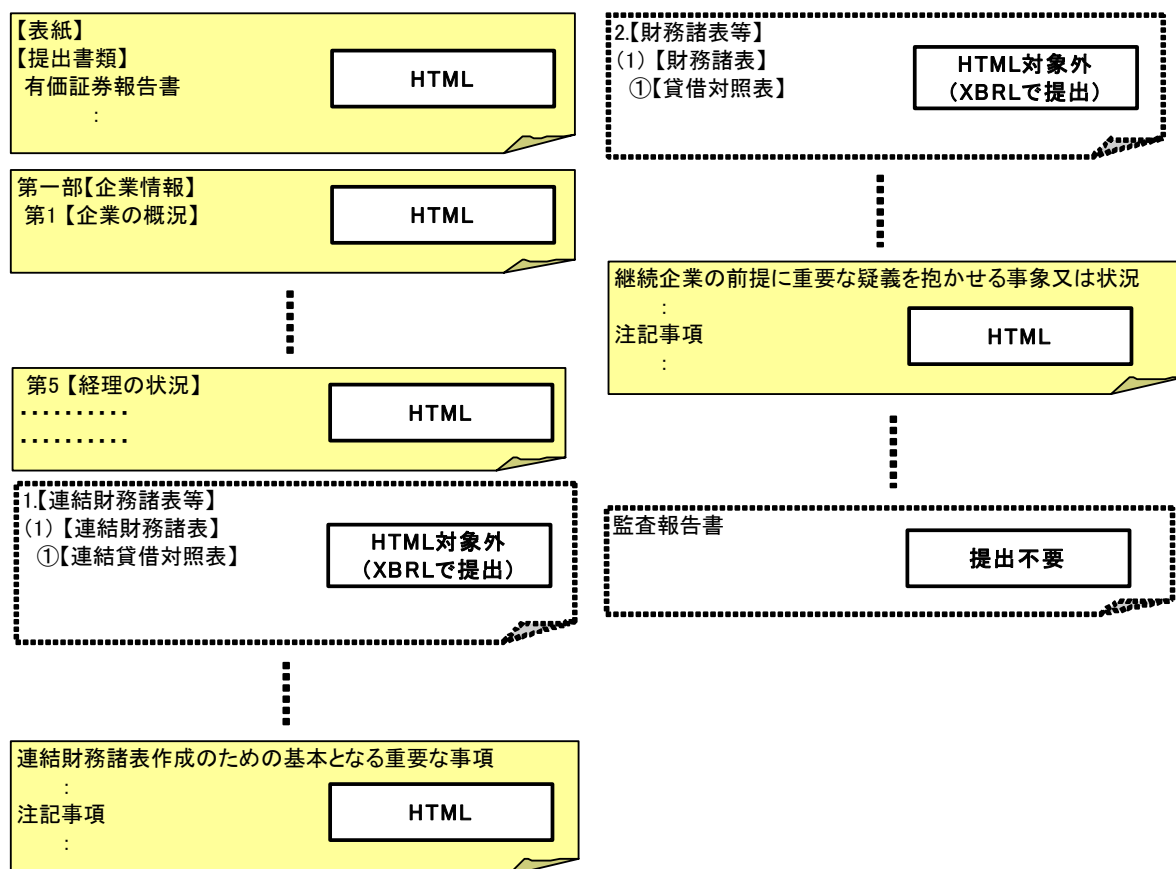 【表紙】
【提出書類】
有価証券報告書
:
HTML
第一部【企業情報】
第1【企業の概況】
HTML
第5【経理の状況】
・・・・・・・・・・
・・・・・・・・・・
HTML
1.【連結財務諸表等】
(1)【連結財務諸表】
①【連結貸借対照表】
HTML対象外
(XBRLで提出)
連結財務諸表作成のための基本となる重要な事項
:
注記事項
:
HTML
2.【財務諸表等】
(1)【財務諸表】
①【貸借対照表】
HTML対象外
(XBRLで提出)
継続企業の前提に重要な疑義を抱かせる事象又は状況
:
注記事項
:
HTML
監査報告書
提出不要